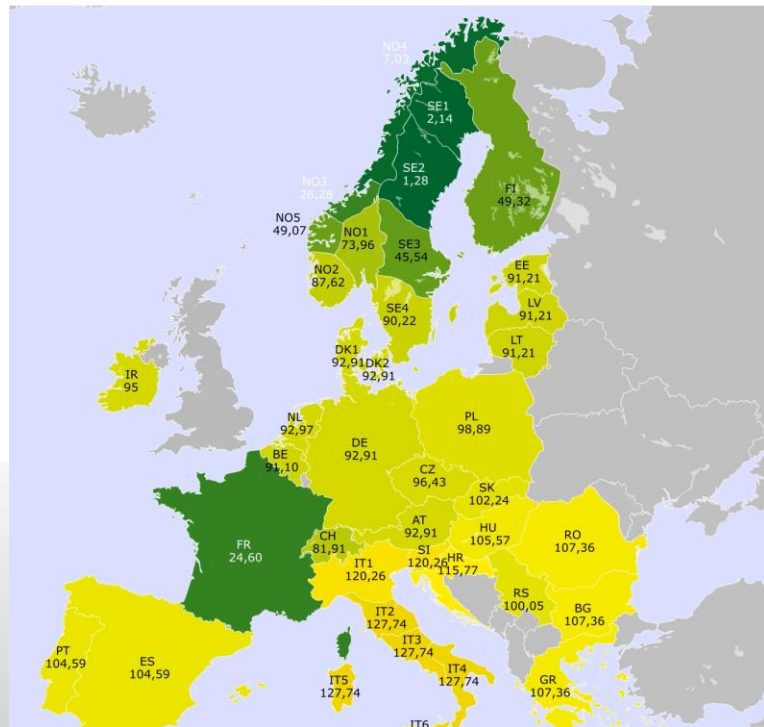 NO4
7,03
SE1
2,14
SE2
1,28
NO3
26,28
FI
49,32
NO5
49,07
NO1
73,96
SE3
45,54
NO2
87,62
EE
91,21
SE4
90,22
LV
91,21
LT
91,21
DK1
92,91
DK2
92,91
IR
95
NL
92,97
DE
92,91
PL
98,89
BE
91,10
CZ
96,43
SK
102,24
AT
92,91
HU
105,57
RO
107,36
FR
24,60
CH
81,91
SI
120,26
HR
115,77
IT1
120,26
RS
100,05
BG
107,36
IT2
127,74
IT3
127,74
PT
104,59
ES
104,59
IT4
127,74
IT5
127,74
GR
107,36
IT6